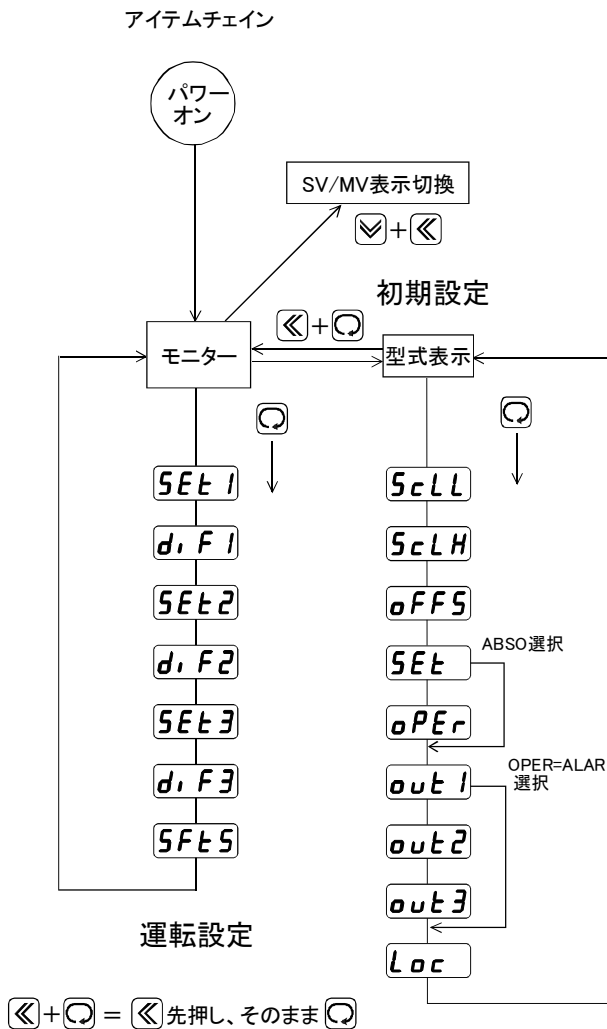 アイテムチェイン
パワー
オン
SV/MV表示切換
+
初期設定
+
モニター
型式表示
SEt1
diF1
SEt2
diF2
SEt3
diF3
SFtS
運転設定
ScLL
ScLH
oFFS
SEt
ABSO選択
oPEr
OPER=ALAR
選択
out1
out2
out3
Loc
+ = 先押し、そのまま